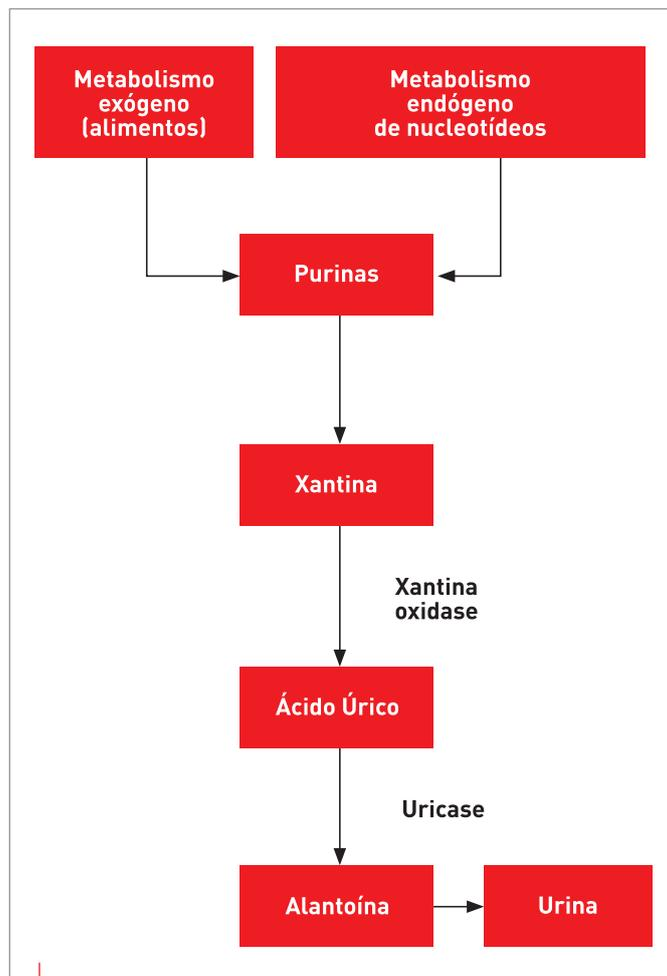 Metabolismo
exógeno
(alimentos)
Metabolismo
endógeno
de nucleotídeos
Purinas
Xantina
Xantina
oxidase
Ácido Úrico
Uricase
Alantoína
Urina